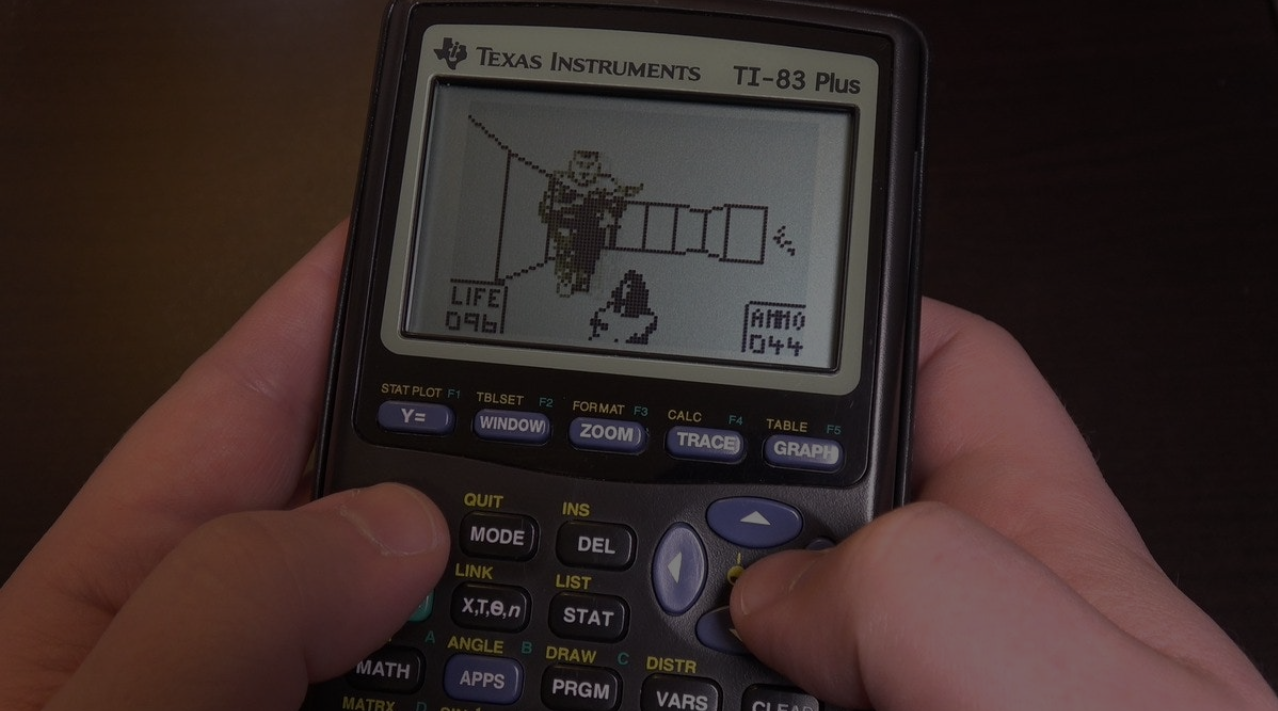 TEXAS INSTRUMENTS TI-83 Plus
LIFE
096
AMMO
044
STAT PLOT F1 TBLSET F2 FORMAT F3 CALC F4 TABLE F5
Y= WINDOW ZOOM TRACE GRAPH
QUIT INS
MODE DEL
LINK LIST
X,T,Θ,n STAT
A ANGLE B DRAW C DISTR
MATH APPS PRGM VARS CLEAR
MATRX D